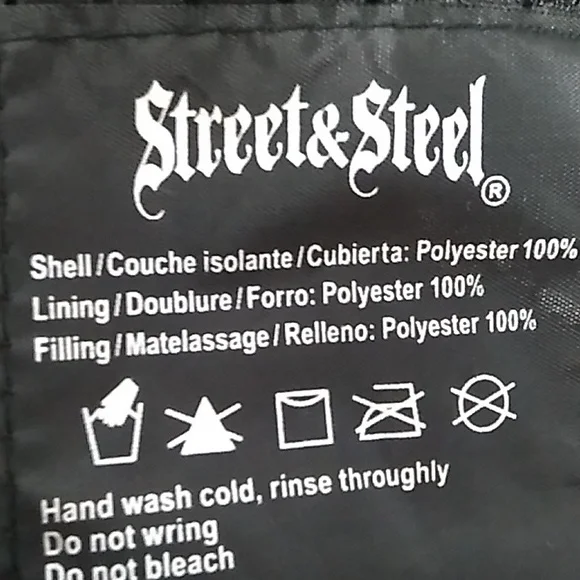 Street&Steel®
Shell/Couche isolante/Cubierta: Polyester 100%
Lining/Doublure/Forro: Polyester 100%
Filling/Matelassage/Relleno: Polyester 100%
Hand wash cold, rinse throughly
Do not wring
Do not bleach